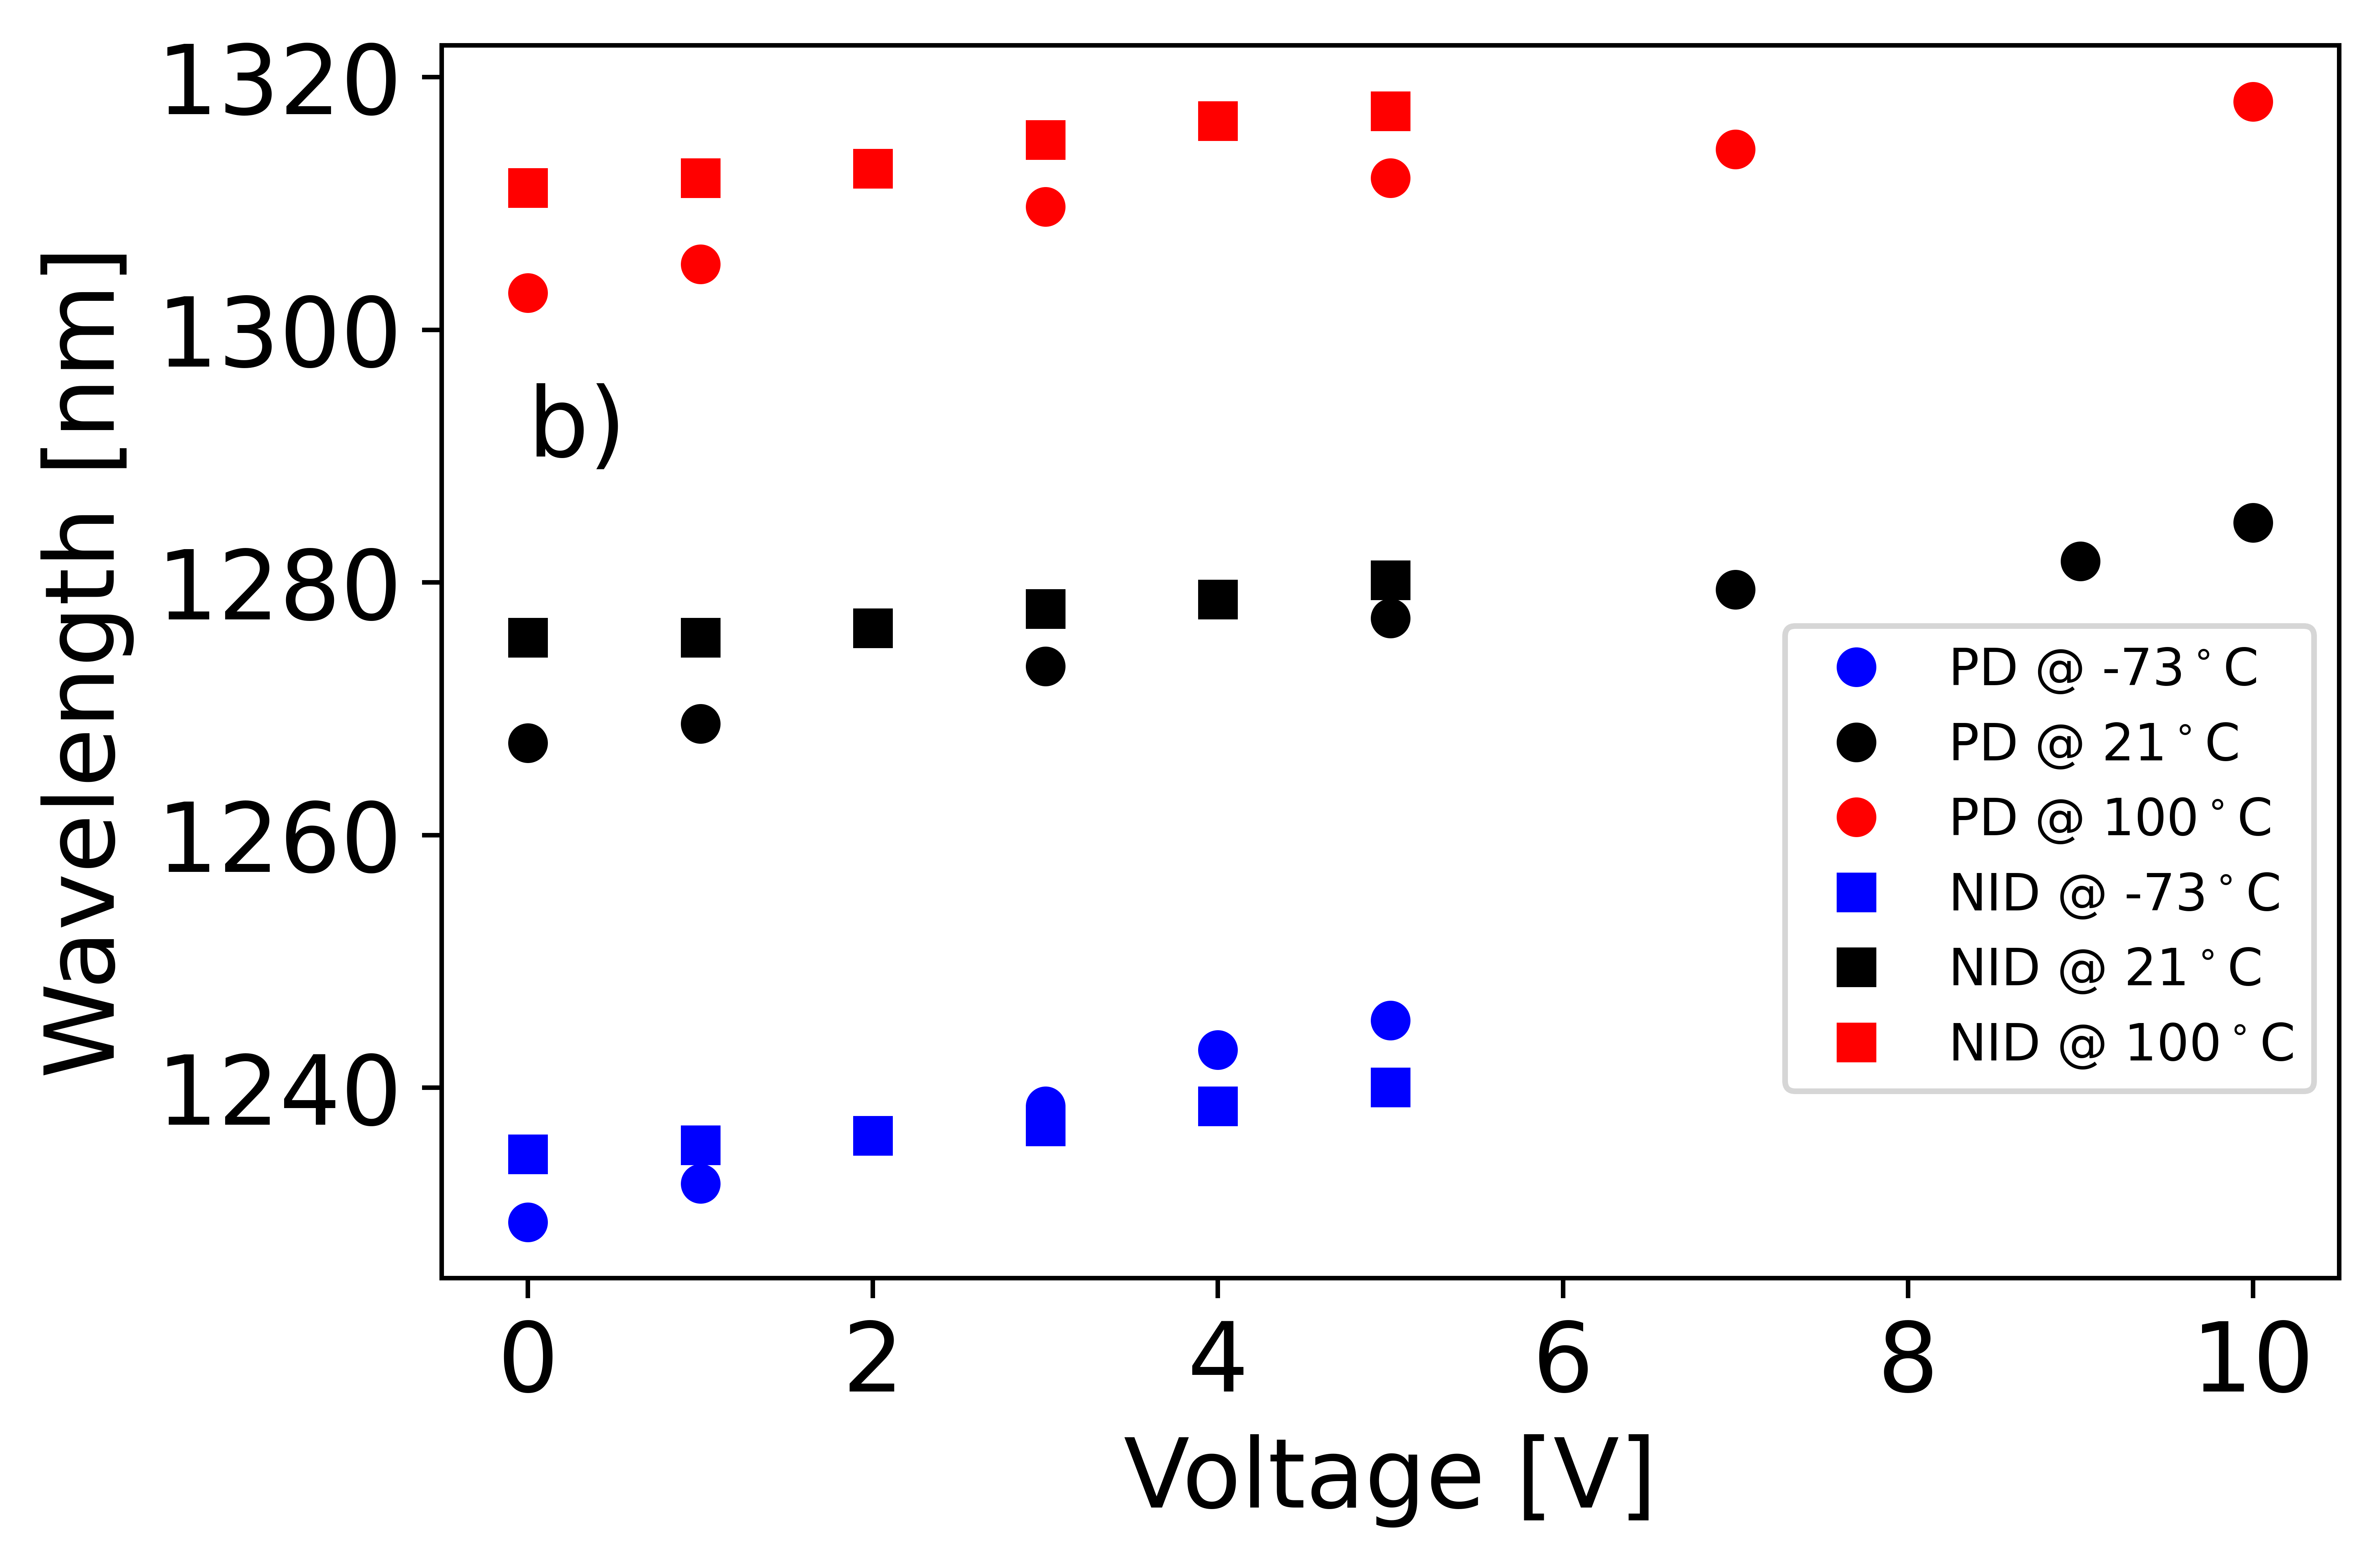 1320
1300
1280
1260
1240
Wavelength [nm]
b)
PD @ -73°C
PD @ 21°C
PD @ 100°C
NID @ -73°C
NID @ 21°C
NID @ 100°C
0 2 4 6 8 10
Voltage [V]